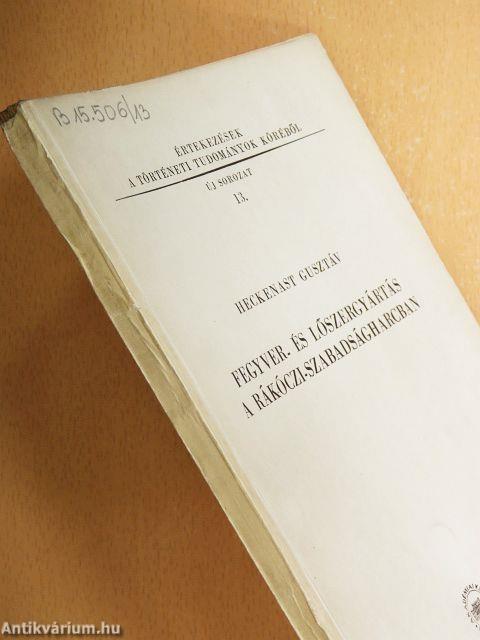 B 15.506/13
ÉRTEKEZÉSEK
A TÖRTÉNETI TUDOMÁNYOK KÖRÉBŐL
ÚJ SOROZAT
13.
HECKENAST GUSZTÁV
FEGYVER- ÉS LŐSZERGYÁRTÁS
A RÁKÓCZI-SZABADSÁGHARCBAN
Antikvárium.hu